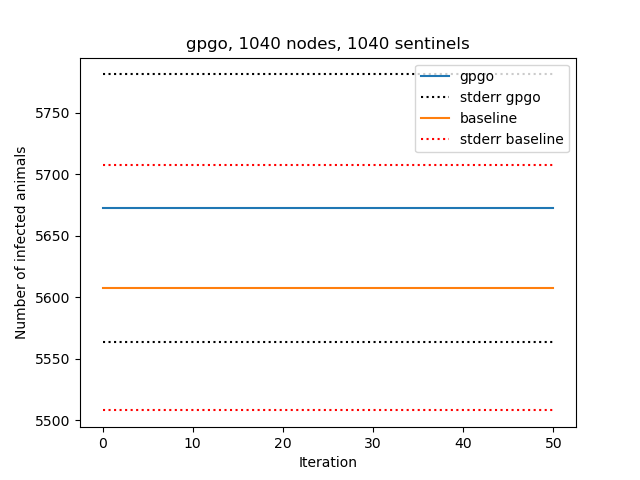 gpgo, 1040 nodes, 1040 sentinels
gpgo
stderr gpgo
baseline
stderr baseline
5750
5700
5650
5600
5550
5500
Number of infected animals
0 10 20 30 40 50
Iteration